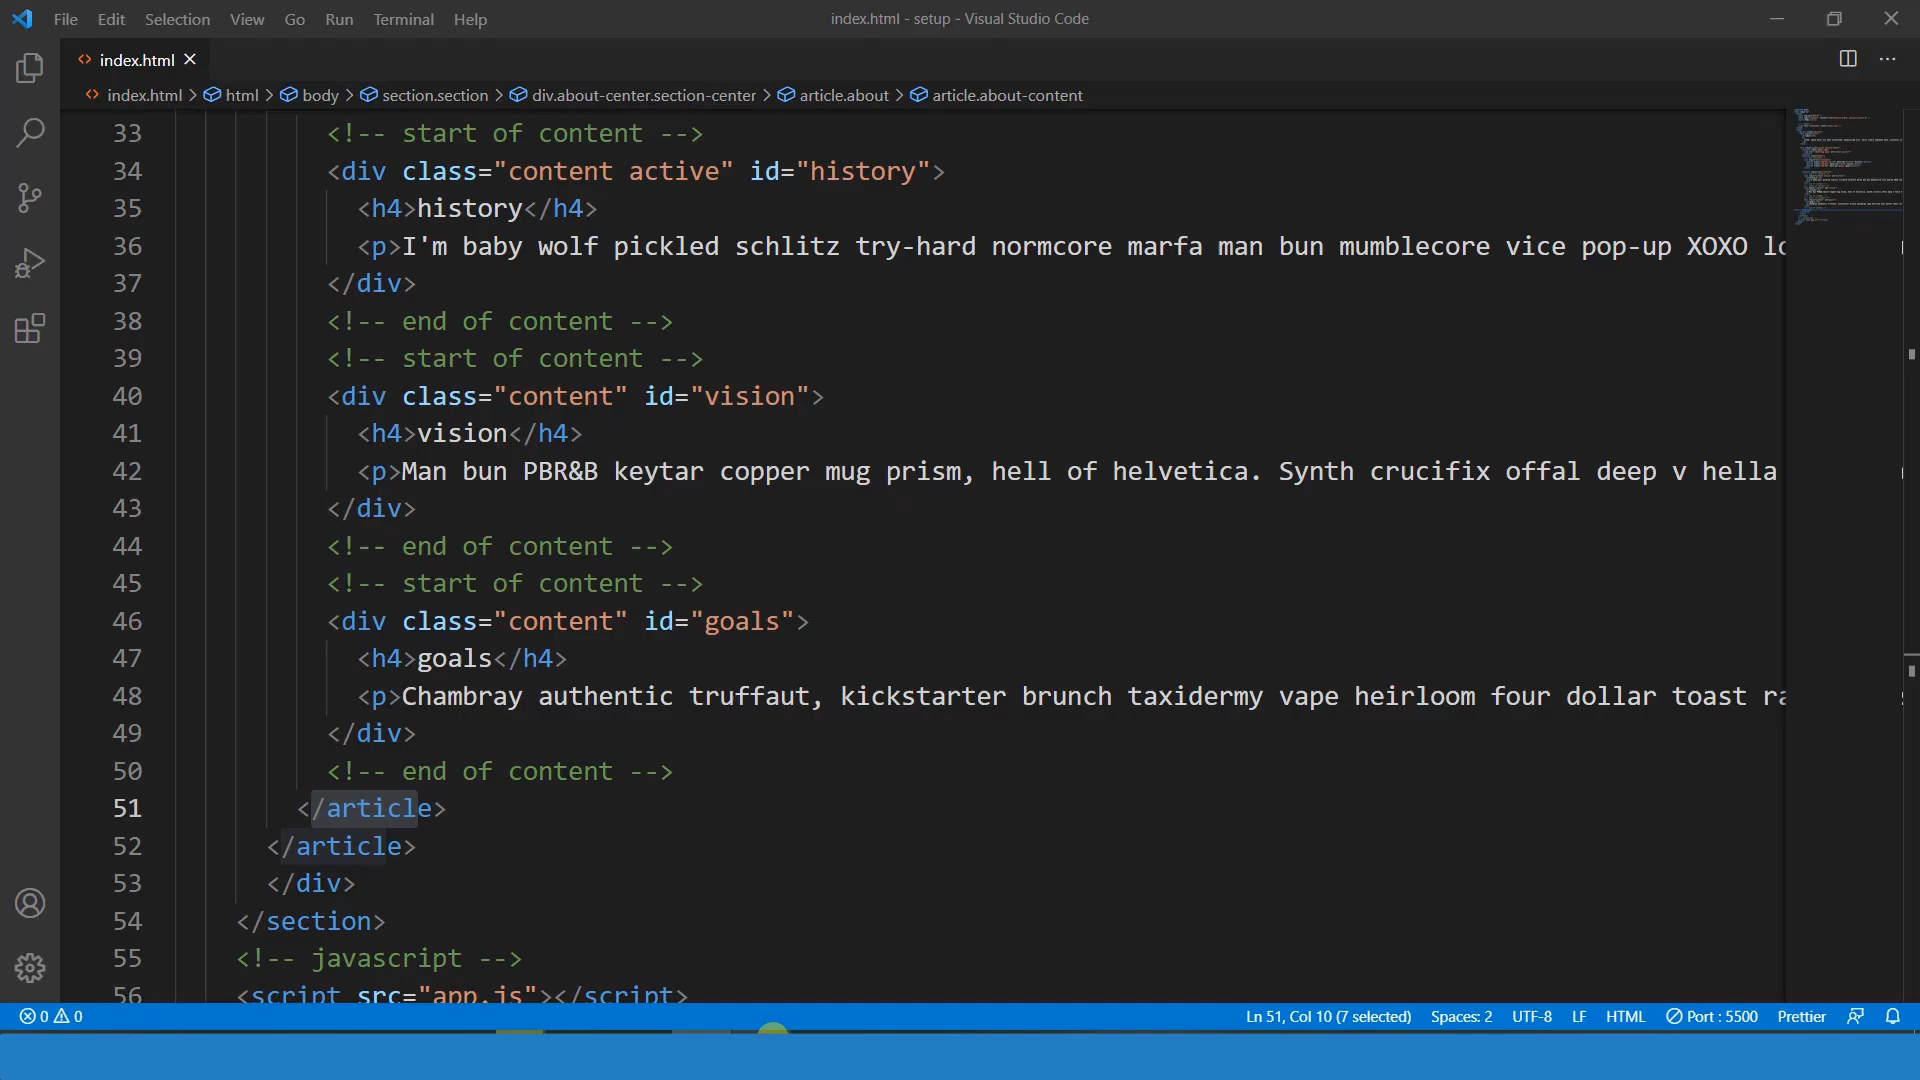 File Edit Selection View Go Run Terminal Help
index.html - setup - Visual Studio Code
index.html
index.html > html > body > section.section > div.about-center.section-center > article.about > article.about-content
33 <!-- start of content -->
34 <div class="content active" id="history">
35 <h4>history</h4>
36 <p>I'm baby wolf pickled schlitz try-hard normcore marfa man bun mumblecore vice pop-up XOXO lo
37 </div>
38 <!-- end of content -->
39 <!-- start of content -->
40 <div class="content" id="vision">
41 <h4>vision</h4>
42 <p>Man bun PBR&B keytar copper mug prism, hell of helvetica. Synth crucifix offal deep v hella
43 </div>
44 <!-- end of content -->
45 <!-- start of content -->
46 <div class="content" id="goals">
47 <h4>goals</h4>
48 <p>Chambray authentic truffaut, kickstarter brunch taxidermy vape heirloom four dollar toast ra
49 </div>
50 <!-- end of content -->
51 </article>
52 </article>
53 </div>
54 </section>
55 <!-- javascript -->
56 <script src="app.js"></script>
0 0
Ln 51, Col 10 (7 selected) Spaces: 2 UTF-8 LF HTML Port : 5500 Prettier